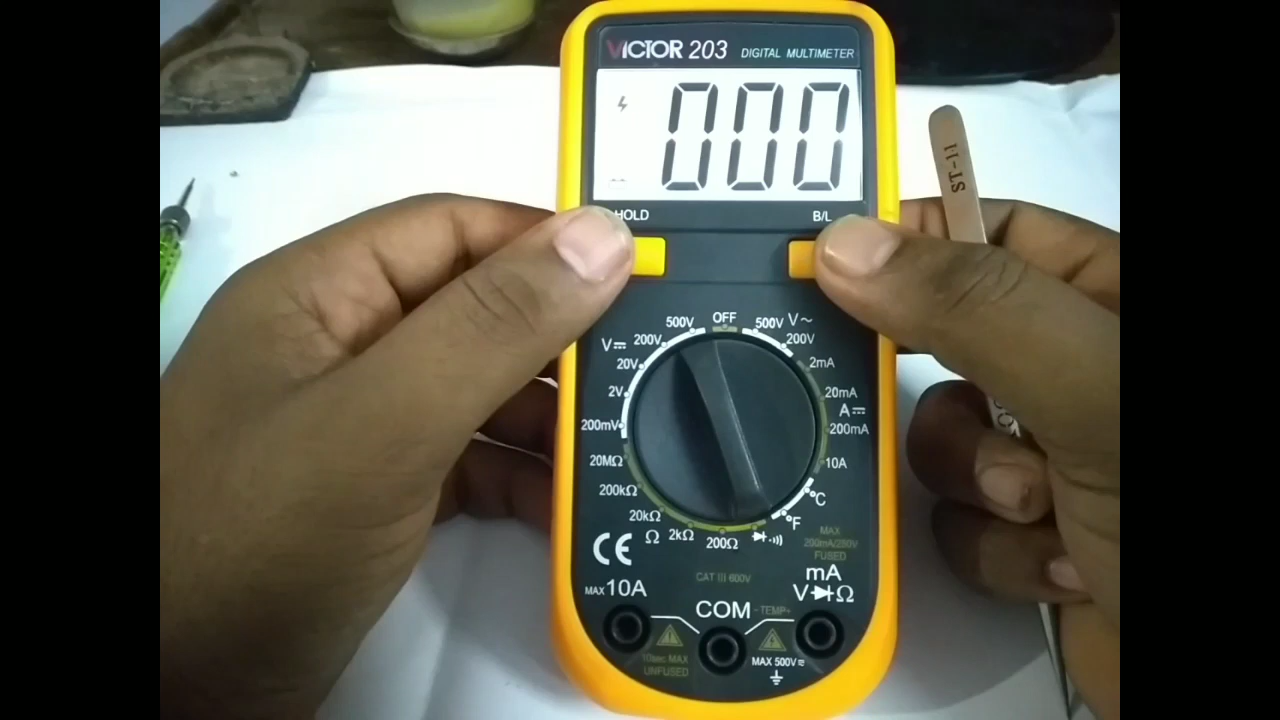 VICTOR 203 DIGITAL MULTIMETER
000
HOLD B/L
OFF
500V 500V V~
V⎓ 200V 200V
20V 2mA
2V 20mA
A⎓
200mV 200mA
20MΩ 10A
200kΩ °C
20kΩ °F
Ω 2kΩ 200Ω
MAX
200mA/250V
FUSED
CE
CAT III 600V
mA
MAX 10A VΩ
COM - TEMP+
10sec MAX
UNFUSED
MAX 500V≂
ST-11